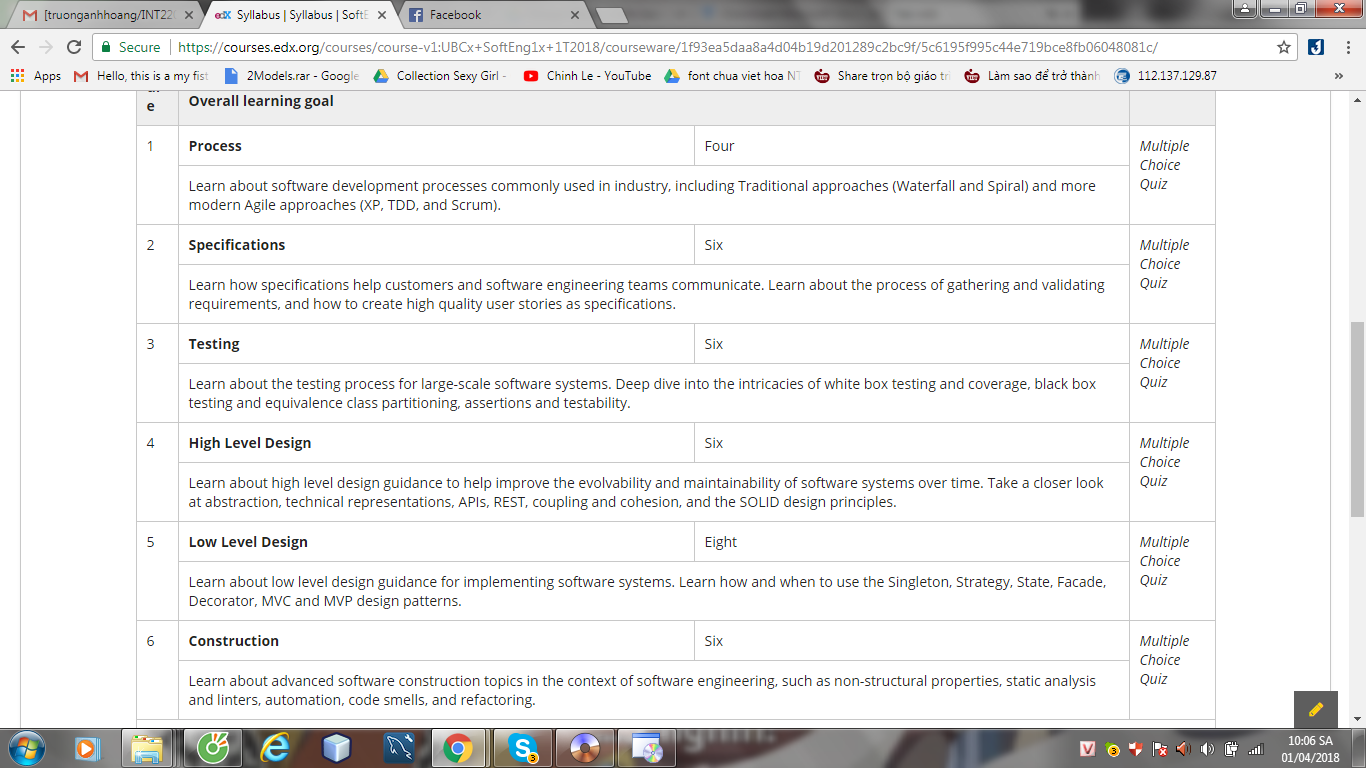 [truonganhhoang/INT22
Syllabus | Syllabus | SoftE
Facebook
Secure | https://courses.edx.org/courses/course-v1:UBCx+SoftEng1x+1T2018/courseware/1f93ea5daa8a4d04b19d201289c2bc9f/5c6195f995c44e719bce8fb06048081c/
Apps Hello, this is a my fist 2Models.rar - Google Collection Sexy Girl - Chinh Le - YouTube font chua viet hoa NT Share trọn bộ giáo tri Làm sao để trở thành 112.137.129.87 »
e Overall learning goal
1 Process Four Multiple
Choice
Quiz
Learn about software development processes commonly used in industry, including Traditional approaches (Waterfall and Spiral) and more
modern Agile approaches (XP, TDD, and Scrum).
2 Specifications Six Multiple
Choice
Quiz
Learn how specifications help customers and software engineering teams communicate. Learn about the process of gathering and validating
requirements, and how to create high quality user stories as specifications.
3 Testing Six Multiple
Choice
Quiz
Learn about the testing process for large-scale software systems. Deep dive into the intricacies of white box testing and coverage, black box
testing and equivalence class partitioning, assertions and testability.
4 High Level Design Six Multiple
Choice
Quiz
Learn about high level design guidance to help improve the evolvability and maintainability of software systems over time. Take a closer look
at abstraction, technical representations, APIs, REST, coupling and cohesion, and the SOLID design principles.
5 Low Level Design Eight Multiple
Choice
Quiz
Learn about low level design guidance for implementing software systems. Learn how and when to use the Singleton, Strategy, State, Facade,
Decorator, MVC and MVP design patterns.
6 Construction Six Multiple
Choice
Quiz
Learn about advanced software construction topics in the context of software engineering, such as non-structural properties, static analysis
and linters, automation, code smells, and refactoring.
10:06 SA
01/04/2018